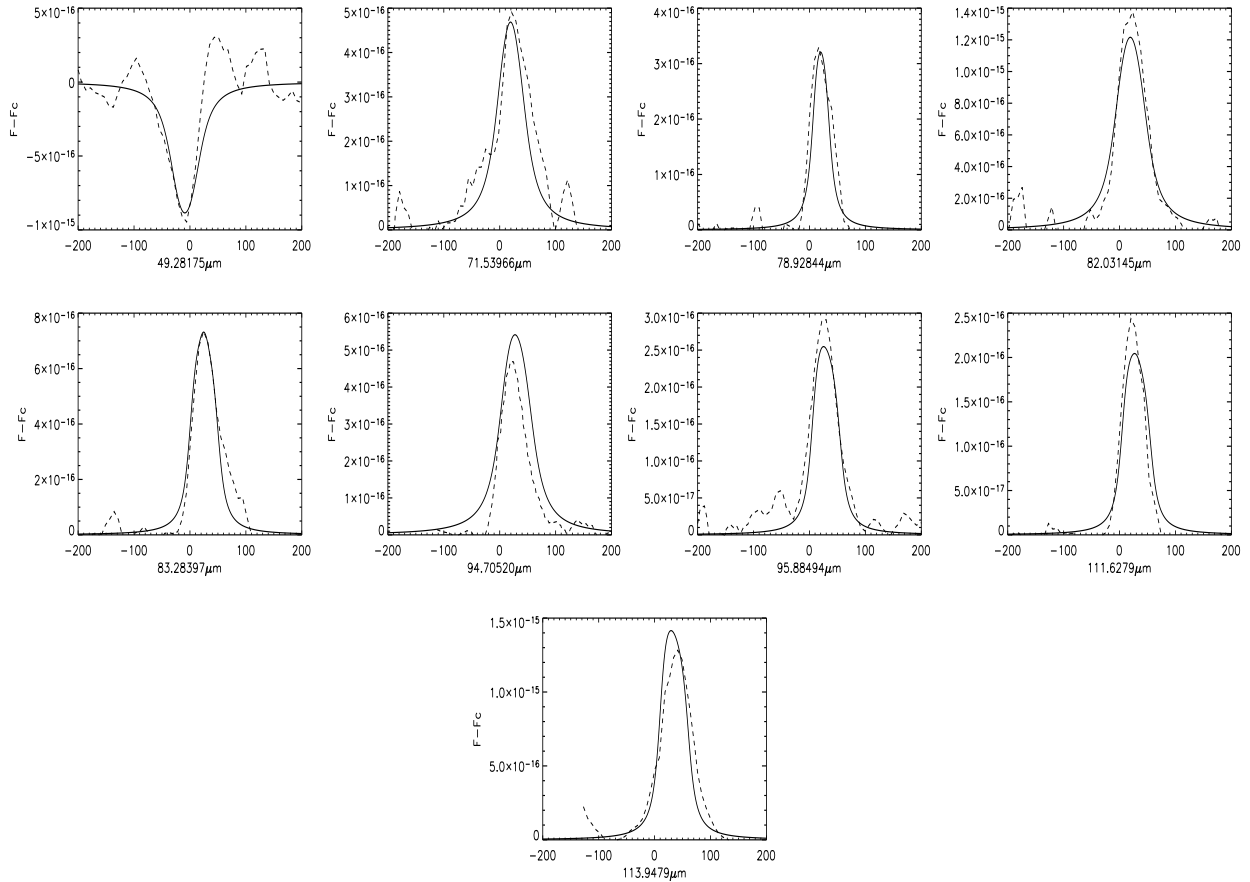 5×10⁻¹⁶
0
−5×10⁻¹⁶
−1×10⁻¹⁵
F−Fc
−200 −100 0 100 200
49.28175μm
5×10⁻¹⁶
4×10⁻¹⁶
3×10⁻¹⁶
2×10⁻¹⁶
1×10⁻¹⁶
0
F−Fc
−200 −100 0 100 200
71.53966μm
4×10⁻¹⁶
3×10⁻¹⁶
2×10⁻¹⁶
1×10⁻¹⁶
0
F−Fc
−200 −100 0 100 200
78.92844μm
1.4×10⁻¹⁵
1.2×10⁻¹⁵
1.0×10⁻¹⁵
8.0×10⁻¹⁶
6.0×10⁻¹⁶
4.0×10⁻¹⁶
2.0×10⁻¹⁶
0
F−Fc
−200 −100 0 100 200
82.03145μm
8×10⁻¹⁶
6×10⁻¹⁶
4×10⁻¹⁶
2×10⁻¹⁶
0
F−Fc
−200 −100 0 100 200
83.28397μm
6×10⁻¹⁶
5×10⁻¹⁶
4×10⁻¹⁶
3×10⁻¹⁶
2×10⁻¹⁶
1×10⁻¹⁶
0
F−Fc
−200 −100 0 100 200
94.70520μm
3.0×10⁻¹⁶
2.5×10⁻¹⁶
2.0×10⁻¹⁶
1.5×10⁻¹⁶
1.0×10⁻¹⁶
5.0×10⁻¹⁷
0
F−Fc
−200 −100 0 100 200
95.88494μm
2.5×10⁻¹⁶
2.0×10⁻¹⁶
1.5×10⁻¹⁶
1.0×10⁻¹⁶
5.0×10⁻¹⁷
0
F−Fc
−200 −100 0 100 200
111.6279μm
1.5×10⁻¹⁵
1.0×10⁻¹⁵
5.0×10⁻¹⁶
0
F−Fc
−200 −100 0 100 200
113.9479μm